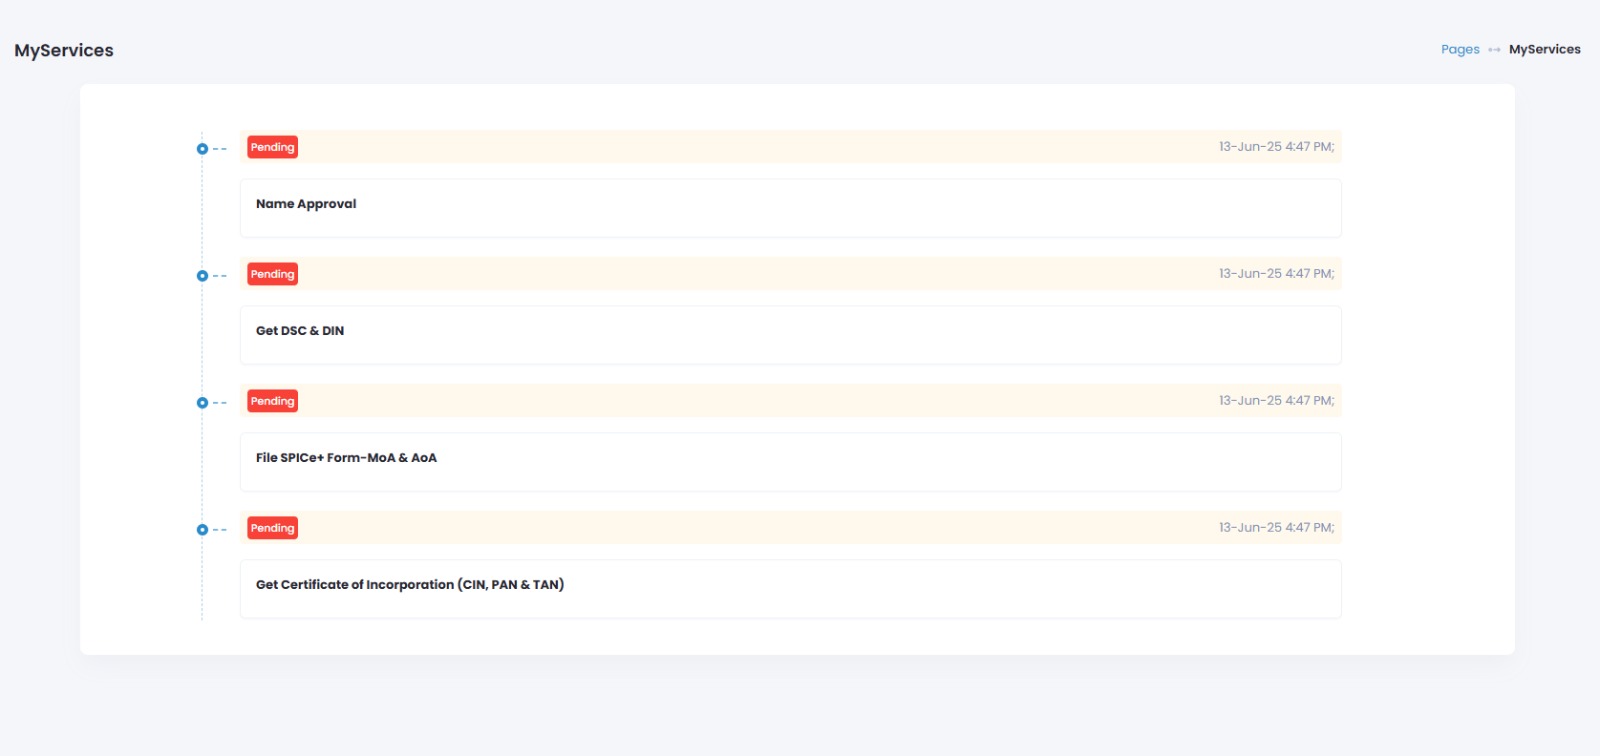 MyServices
Pages MyServices
Pending 13-Jun-25 4:47 PM;
Name Approval
Pending 13-Jun-25 4:47 PM;
Get DSC & DIN
Pending 13-Jun-25 4:47 PM;
File SPICe+ Form-MoA & AoA
Pending 13-Jun-25 4:47 PM;
Get Certificate of Incorporation (CIN, PAN & TAN)